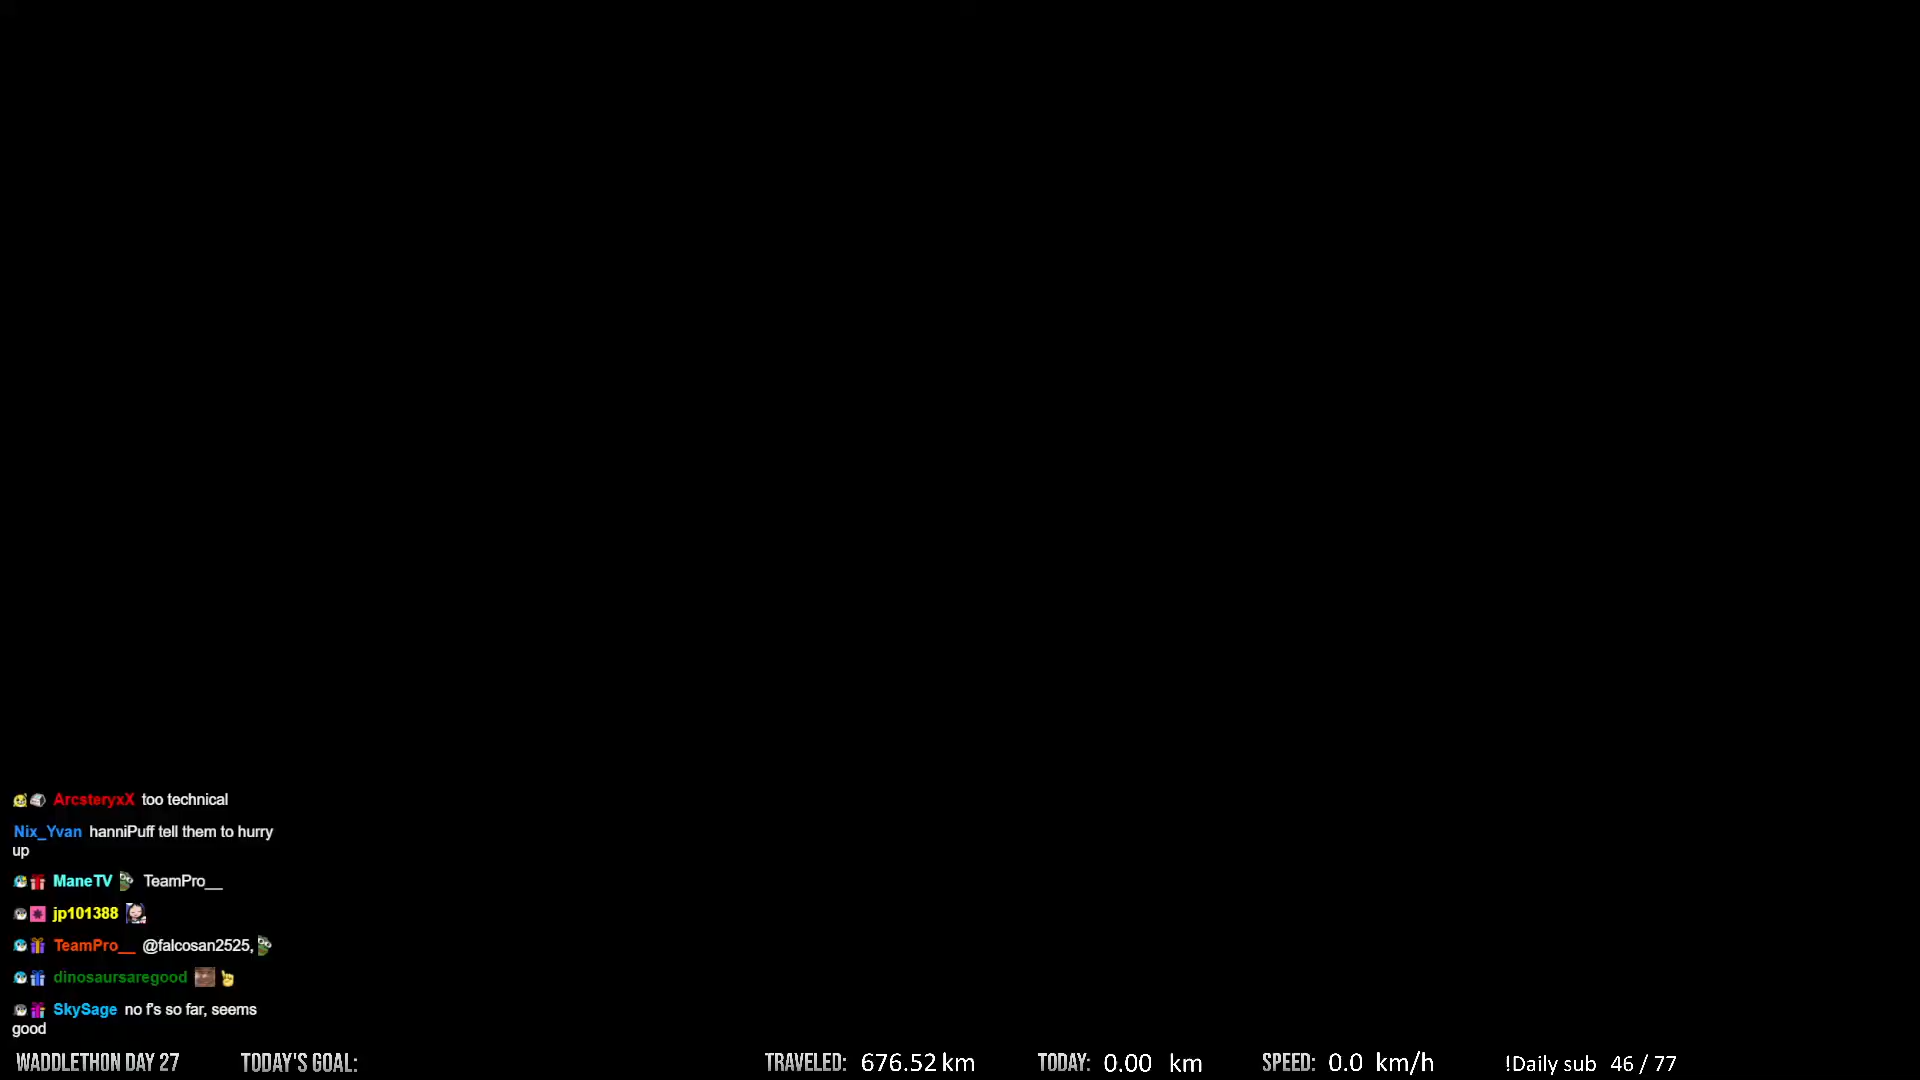 ArcsteryxX too technical
Nix_Yvan hanniPuff tell them to hurry
up
ManeTV TeamPro__
jp101388
TeamPro__ @falcosan2525,
dinosaursaregood
SkySage no f's so far, seems
good
WADDLETHON DAY 27 TODAY'S GOAL: TRAVELED: 676.52 km TODAY: 0.00 km SPEED: 0.0 km/h !Daily sub 46 / 77